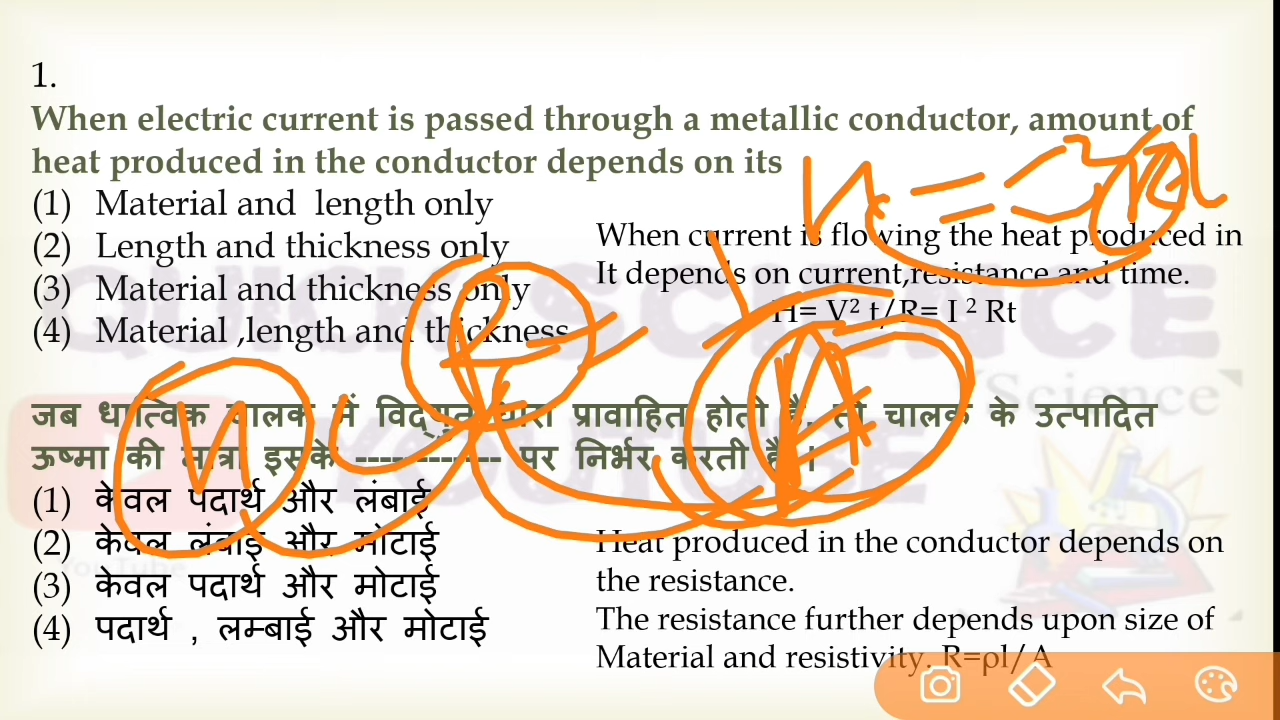 1.
When electric current is passed through a metallic conductor, amount of
heat produced in the conductor depends on its
(1) Material and length only
(2) Length and thickness only
(3) Material and thickness only
(4) Material ,length and thickness
When current is flowing the heat produced in
It depends on current,resistance and time.
H= V² t/R= I ² Rt
जब धात्विक चालक में विद्युत धारा प्रावाहित होती है, तो चालक के उत्पादित
ऊष्मा की मात्रा इसके ------------ पर निर्भर करती है ।
(1) केवल पदार्थ और लंबाई
(2) केवल लंबाई और मोटाई
(3) केवल पदार्थ और मोटाई
(4) पदार्थ , लम्बाई और मोटाई
Heat produced in the conductor depends on
the resistance.
The resistance further depends upon size of
Material and resistivity. R=ρl/A
QUICK SCIENCE
Science
YOUTUBE
YouTube